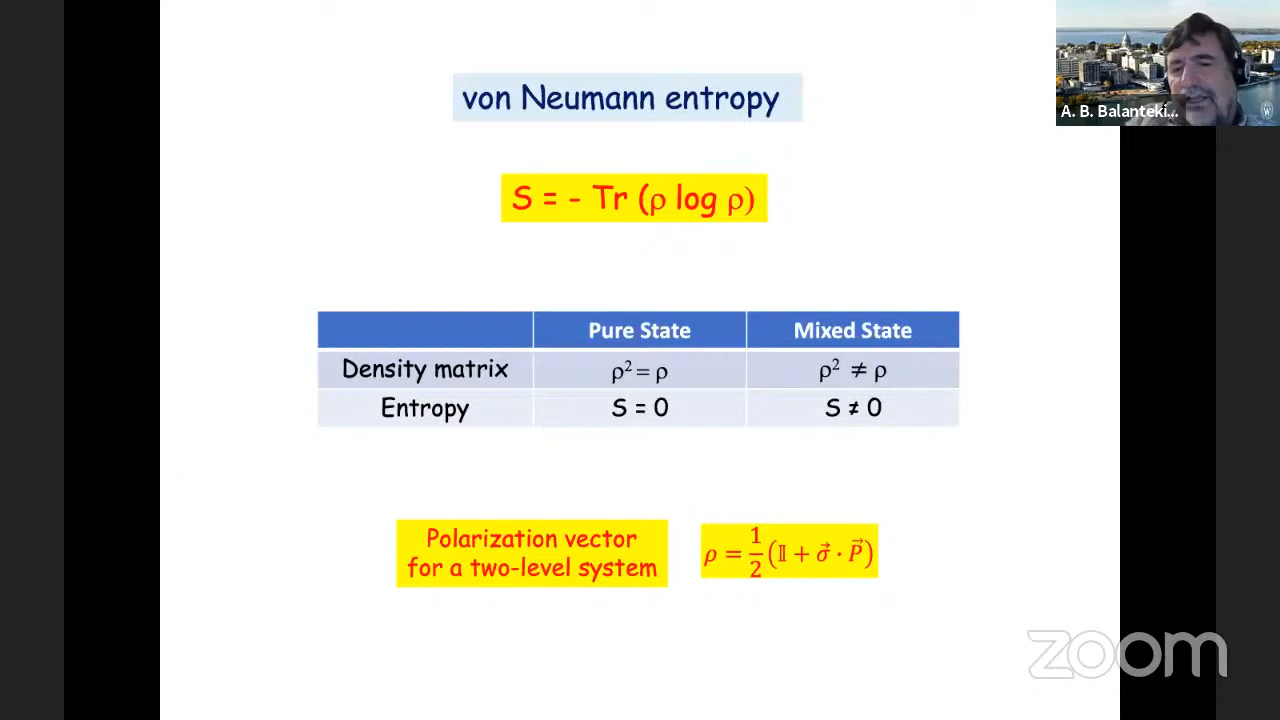 von Neumann entropy
A. B. Balanteki...
S = - Tr (ρ log ρ)
Pure State Mixed State
Density matrix ρ² = ρ ρ² ≠ ρ
Entropy S = 0 S ≠ 0
Polarization vector
for a two-level system
ρ = 1/2 (𝕀 + σ⃗ · P⃗)
zoom